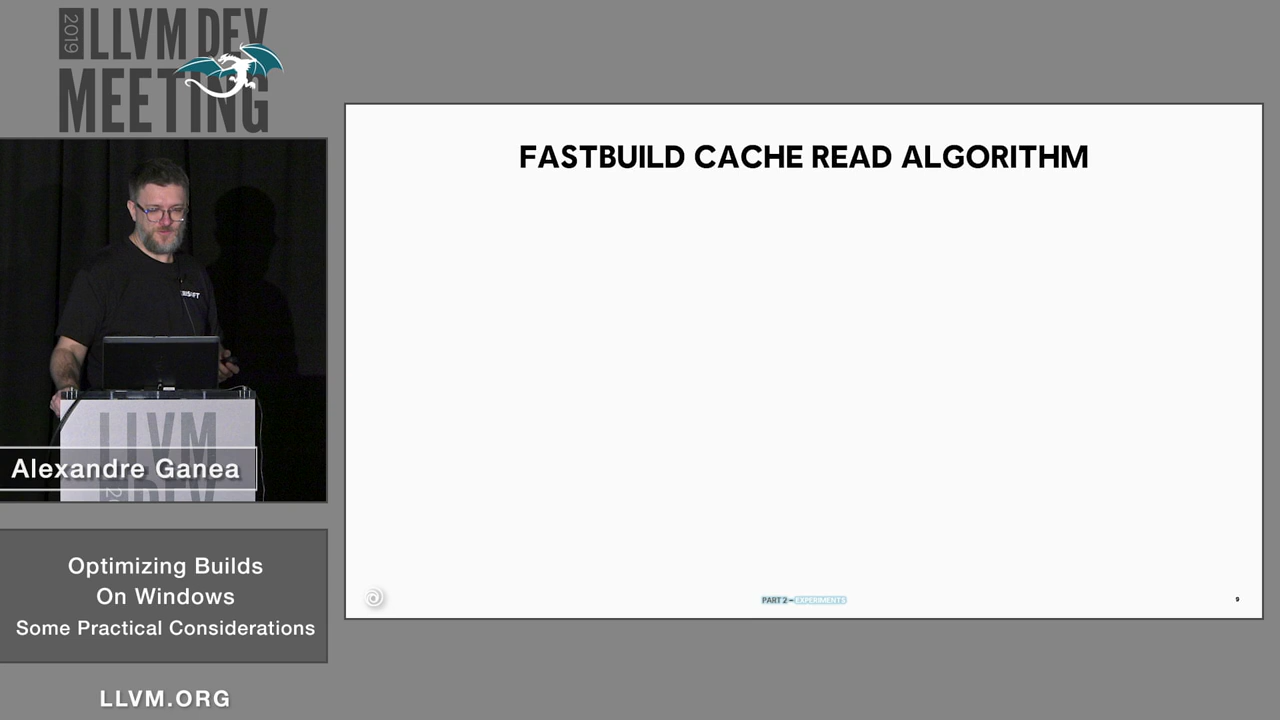 2019
LLVM DEV
MEETING
FASTBUILD CACHE READ ALGORITHM
LLVM
Alexandre Ganea
Optimizing Builds
On Windows
Some Practical Considerations
LLVM.ORG
PART 2 – EXPERIMENTS
9